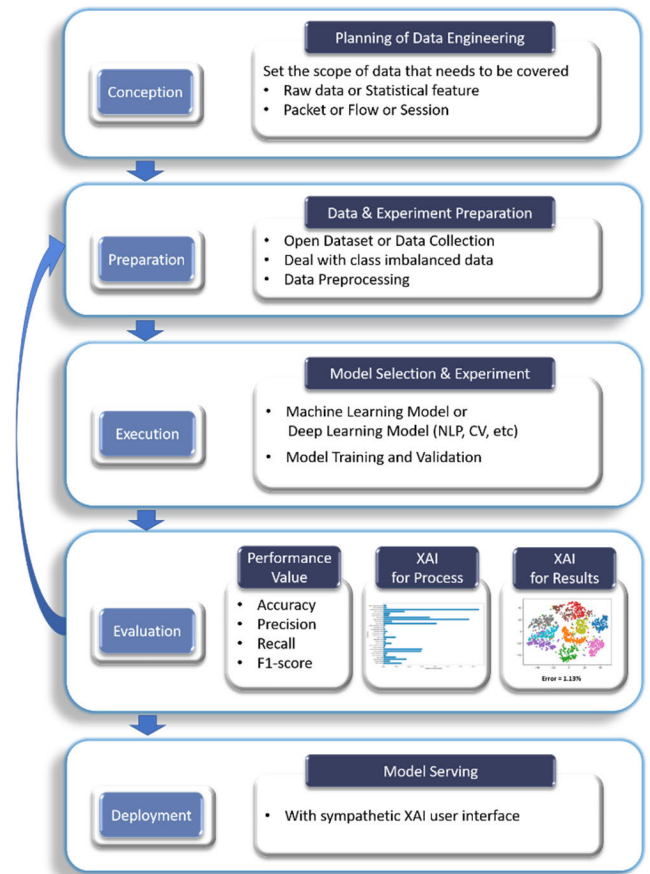 Planning of Data Engineering
Conception
Set the scope of data that needs to be covered
• Raw data or Statistical feature
• Packet or Flow or Session
Data & Experiment Preparation
Preparation
• Open Dataset or Data Collection
• Deal with class imbalanced data
• Data Preprocessing
Model Selection & Experiment
Execution
• Machine Learning Model or
Deep Learning Model (NLP, CV, etc)
• Model Training and Validation
Evaluation
Performance
Value
• Accuracy
• Precision
• Recall
• F1-score
XAI
for Process
XAI
for Results
Error = 1.13%
Model Serving
Deployment
• With sympathetic XAI user interface